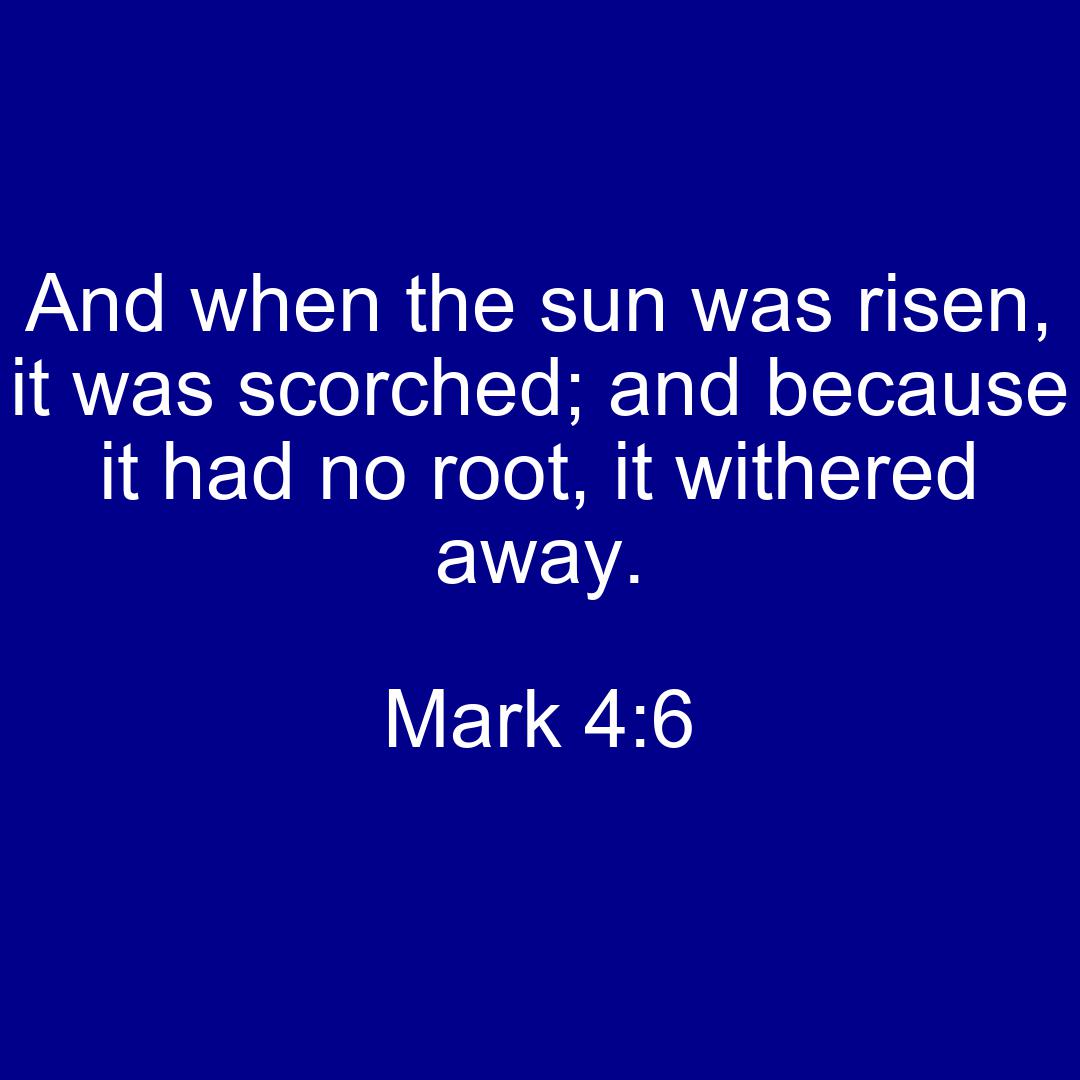 And when the sun was risen,
it was scorched; and because
it had no root, it withered
away.
Mark 4:6